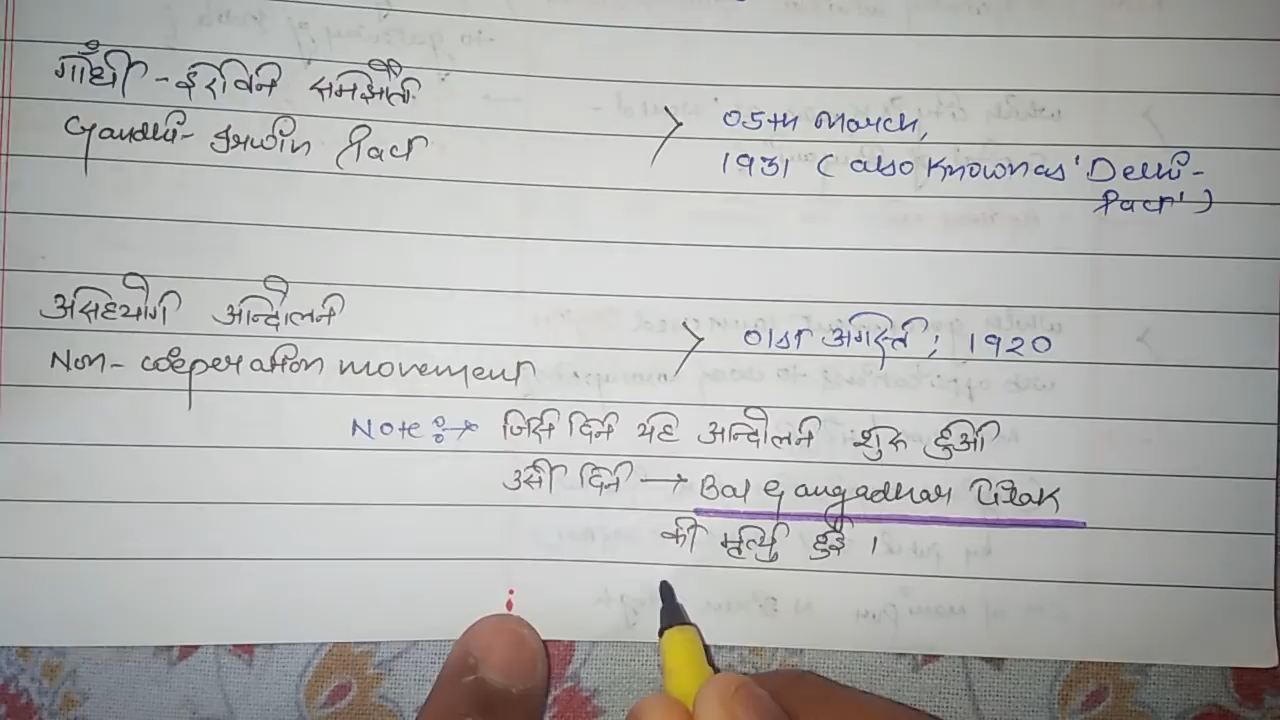 गाँधी - इरविन समझौता
Gandhi - Irwin Pact
> 05th March,
1931 (also known as 'Delhi -
Pact')
असहयोग आन्दोलन
Non - cooperation movement
> 01st अगस्त, 1920
Note :→ जिस दिन यह आन्दोलन शुरू हुआ
उसी दिन → Bal Gangadhar Tilak
की मृत्यु हुई ।